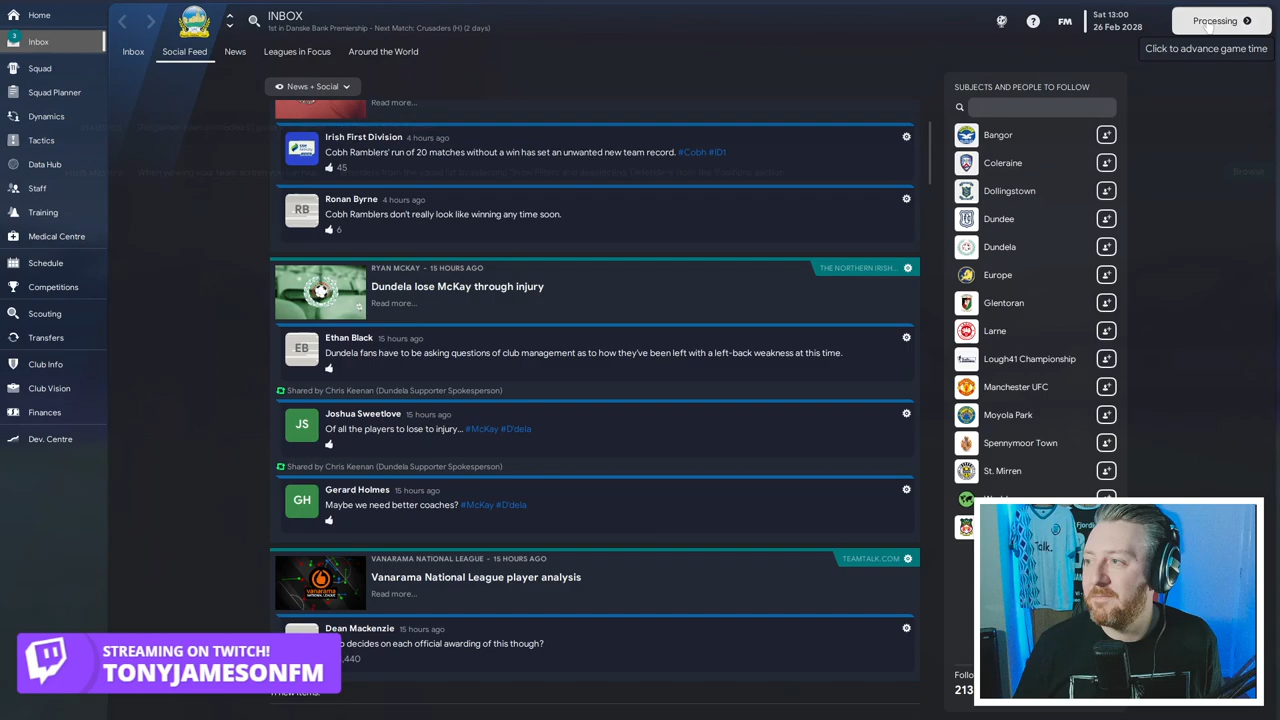 Home
3
Inbox
Squad
Squad Planner
Dynamics
Tactics
Data Hub
Staff
Training
Medical Centre
Schedule
Competitions
Scouting
Transfers
Club Info
Club Vision
Finances
Dev. Centre
INBOX
1st in Danske Bank Premiership - Next Match: Crusaders (H) (2 days)
FM
Sat 13:00
26 Feb 2028
Processing
Click to advance game time
Inbox
Social Feed
News
Leagues in Focus
Around the World
News + Social
Read more...
Irish First Division 4 hours ago
Cobh Ramblers' run of 20 matches without a win has set an unwanted new team record. #Cobh #ID1
45
RB
Ronan Byrne 4 hours ago
Cobh Ramblers don't really look like winning any time soon.
6
RYAN MCKAY - 15 HOURS AGO
THE NORTHERN IRISH...
Dundela lose McKay through injury
Read more...
EB
Ethan Black 15 hours ago
Dundela fans have to be asking questions of club management as to how they've been left with a left-back weakness at this time.
Shared by Chris Keenan (Dundela Supporter Spokesperson)
JS
Joshua Sweetlove 15 hours ago
Of all the players to lose to injury... #McKay #D'dela
Shared by Chris Keenan (Dundela Supporter Spokesperson)
GH
Gerard Holmes 15 hours ago
Maybe we need better coaches? #McKay #D'dela
VANARAMA NATIONAL LEAGUE - 15 HOURS AGO
TEAMTALK.COM
Vanarama National League player analysis
Read more...
Dean Mackenzie 15 hours ago
decides on each official awarding of this though?
440
new items.
SUBJECTS AND PEOPLE TO FOLLOW
Bangor
Coleraine
Dollingstown
Dundee
Dundela
Europe
Glentoran
Larne
Lough41 Championship
Manchester UFC
Moyola Park
Spennymoor Town
St. Mirren
Follo
213
STREAMING ON TWITCH!
TONYJAMESONFM